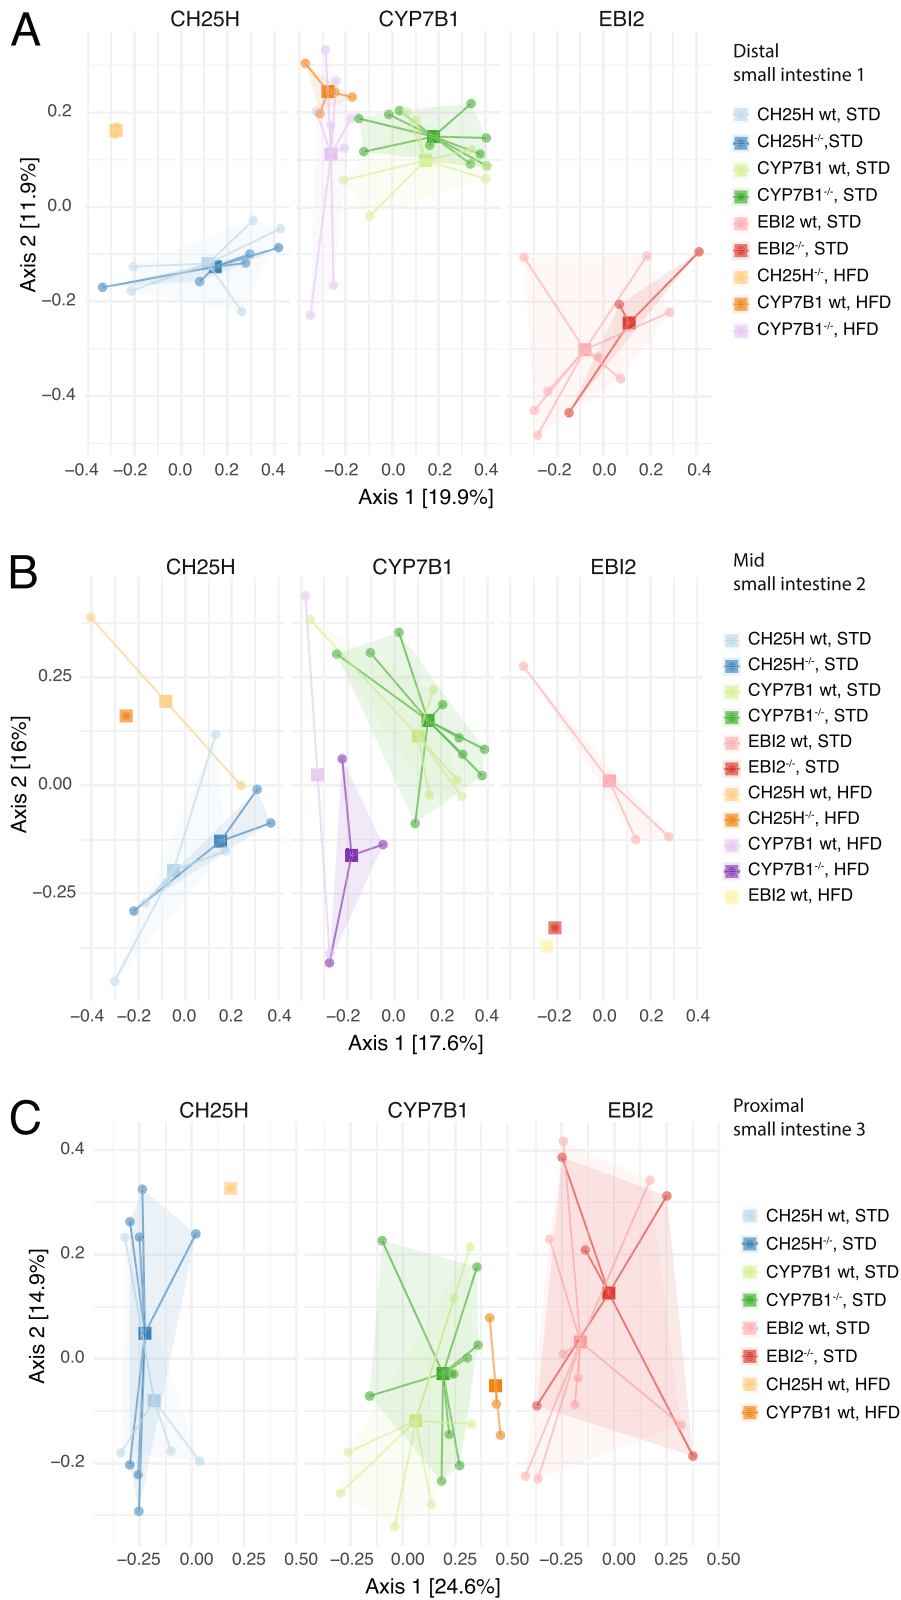 A
CH25H
CYP7B1
EBI2
Distal
small intestine 1
CH25H wt, STD
CH25H-/-,STD
CYP7B1 wt, STD
CYP7B1-/-, STD
EBI2 wt, STD
EBI2-/-, STD
CH25H-/-, HFD
CYP7B1 wt, HFD
CYP7B1-/-, HFD
0.2
0.0
−0.2
−0.4
Axis 2 [11.9%]
−0.4 −0.2 0.0 0.2 0.4 −0.2 0.0 0.2 0.4 −0.2 0.0 0.2 0.4
Axis 1 [19.9%]
B
CH25H
CYP7B1
EBI2
Mid
small intestine 2
CH25H wt, STD
CH25H-/-, STD
CYP7B1 wt, STD
CYP7B1-/-, STD
EBI2 wt, STD
EBI2-/-, STD
CH25H wt, HFD
CH25H-/-, HFD
CYP7B1 wt, HFD
CYP7B1-/-, HFD
EBI2 wt, HFD
0.25
0.00
−0.25
Axis 2 [16%]
−0.4 −0.2 0.0 0.2 0.4 −0.2 0.0 0.2 0.4 −0.2 0.0 0.2 0.4
Axis 1 [17.6%]
C
CH25H
CYP7B1
EBI2
Proximal
small intestine 3
CH25H wt, STD
CH25H-/-, STD
CYP7B1 wt, STD
CYP7B1-/-, STD
EBI2 wt, STD
EBI2-/-, STD
CH25H wt, HFD
CYP7B1 wt, HFD
0.4
0.2
0.0
−0.2
Axis 2 [14.9%]
−0.25 0.00 0.25 0.50 −0.25 0.00 0.25 0.50 −0.25 0.00 0.25 0.50
Axis 1 [24.6%]